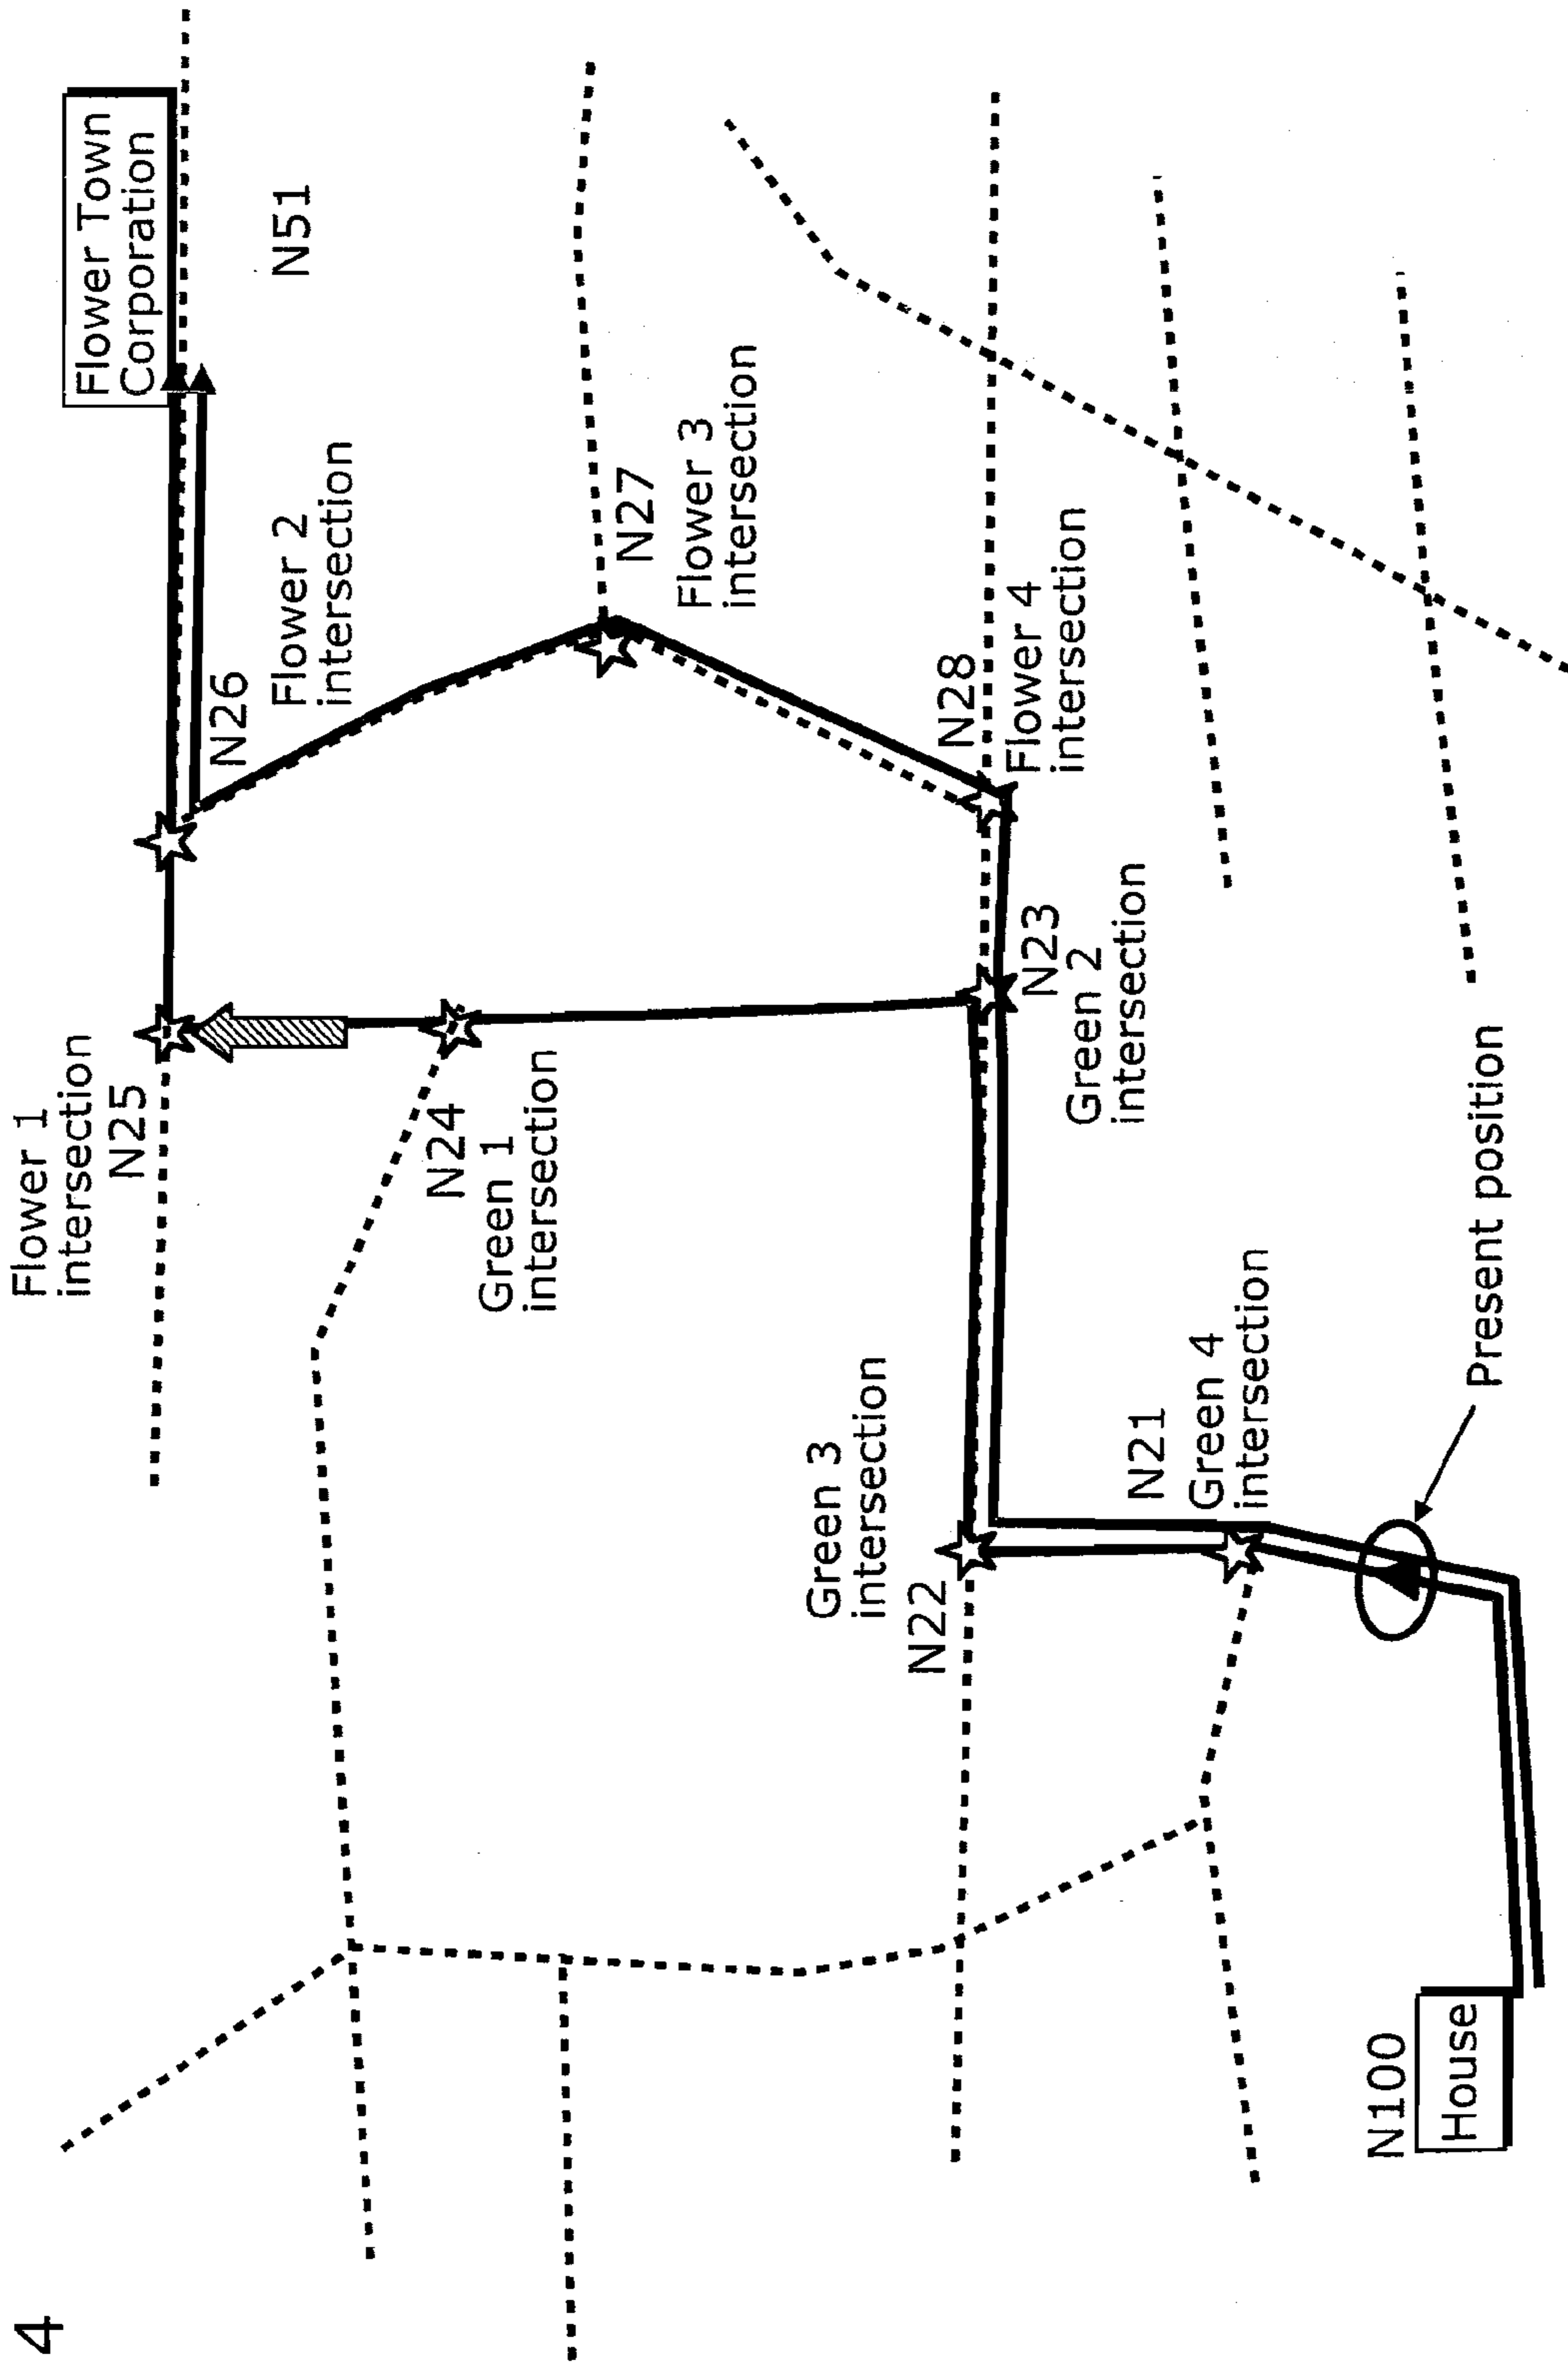 4
Flower 1
intersection
N25
N26
Flower Town
Corporation
Flower 2
intersection
N51
N24
Green 1
intersection
N27
Flower 3
intersection
Green 3
intersection
N22
N28
Flower 4
intersection
N23
Green 2
intersection
N21
Green 4
intersection
Present position
N100
House